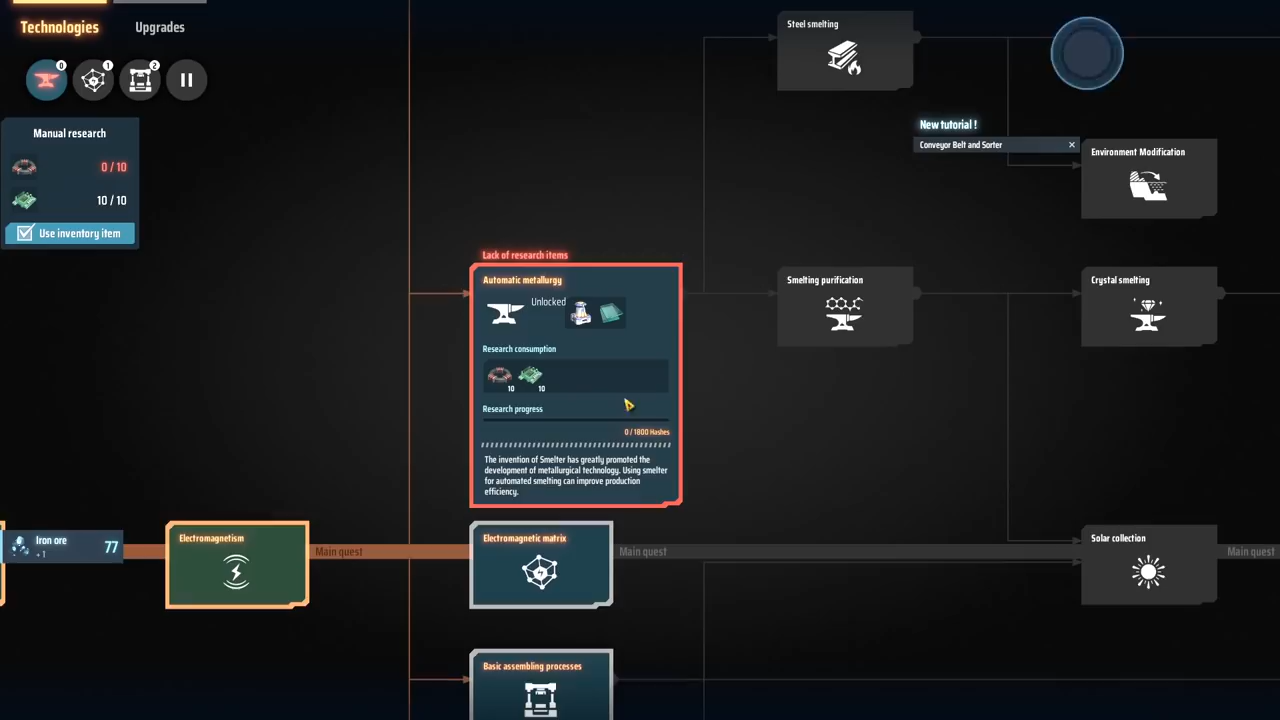 Technologies
Upgrades
0
1
2
Manual research
0 / 10
10 / 10
Use inventory item
Steel smelting
New tutorial !
Conveyor Belt and Sorter
Environment Modification
Lack of research items
Automatic metallurgy
Unlocked
Research consumption
10
10
Research progress
0 / 1800 Hashes
The invention of Smelter has greatly promoted the
development of metallurgical technology. Using smelter
for automated smelting can improve production
efficiency.
Smelting purification
Crystal smelting
Iron ore
+1
77
Electromagnetism
Main quest
Electromagnetic matrix
Main quest
Solar collection
Main quest
Basic assembling processes